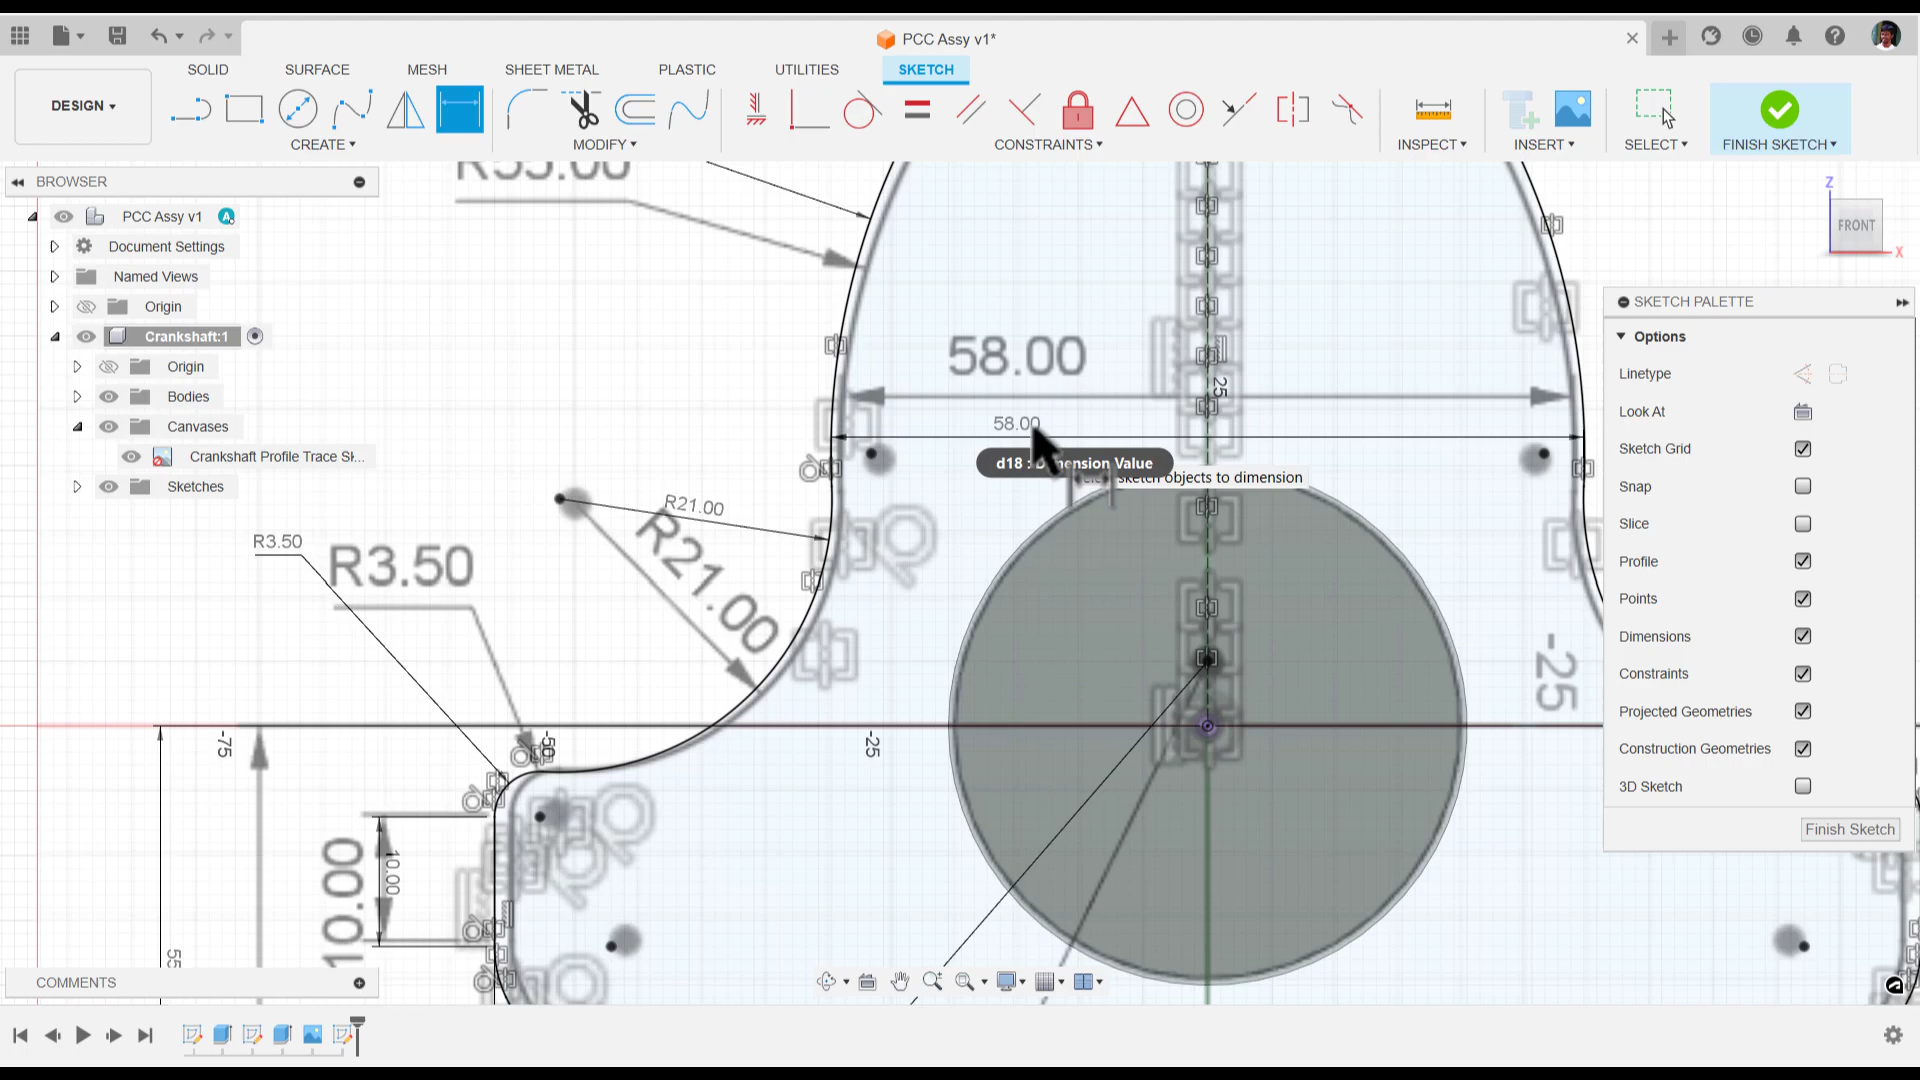 PCC Assy v1*
SOLID SURFACE MESH SHEET METAL PLASTIC UTILITIES SKETCH
DESIGN
CREATE MODIFY CONSTRAINTS INSPECT INSERT SELECT FINISH SKETCH
BROWSER
PCC Assy v1
Document Settings
Named Views
Origin
Crankshaft:1
Origin
Bodies
Canvases
Crankshaft Profile Trace Sk...
Sketches
COMMENTS
58.00
25
58.00
d18 : Dimension Value
sketch objects to dimension
R21.00
R21.00
R3.50
R3.50
-75
-50
-25
-25
10.00
10.00
55
Z
FRONT
X
SKETCH PALETTE
Options
Linetype
Look At
Sketch Grid
Snap
Slice
Profile
Points
Dimensions
Constraints
Projected Geometries
Construction Geometries
3D Sketch
Finish Sketch